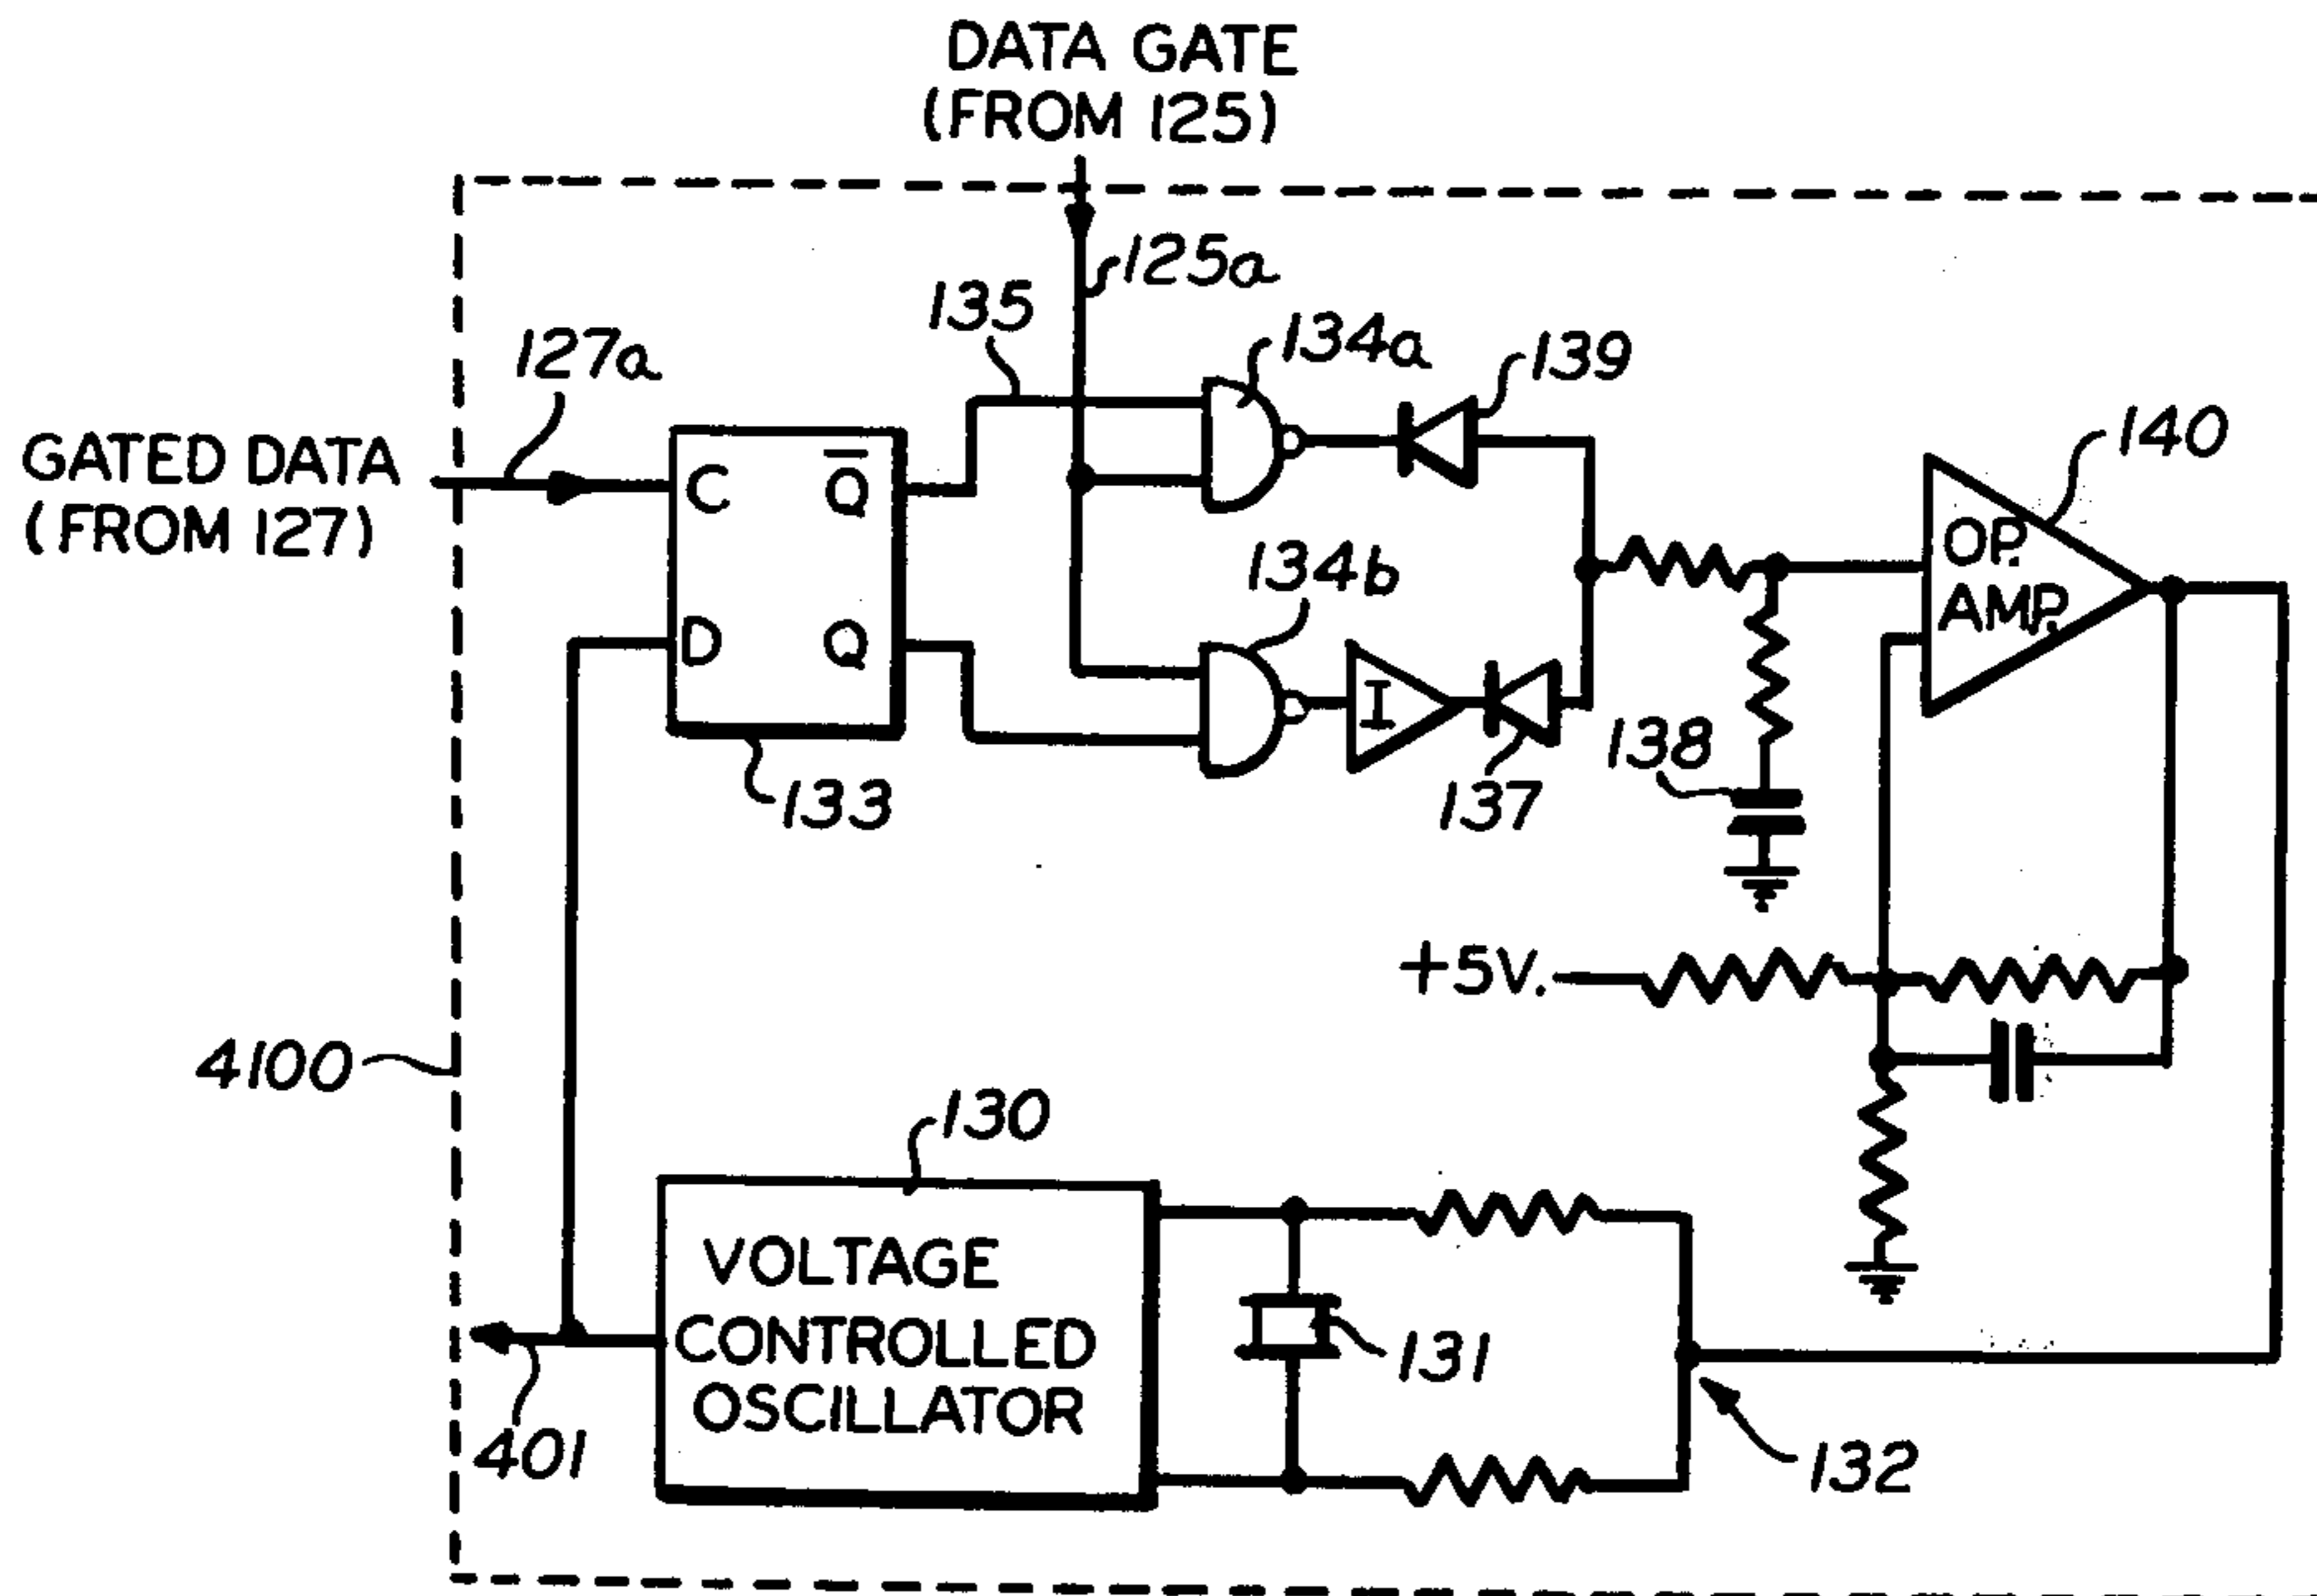 DATA GATE
(FROM 125)
125a
135
134a
139
127a
140
GATED DATA
(FROM 127)
C
Q̅
OP.
AMP.
134b
D
Q
I
138
133
137
+5V.
4100
130
VOLTAGE
CONTROLLED
OSCILLATOR
131
401
132